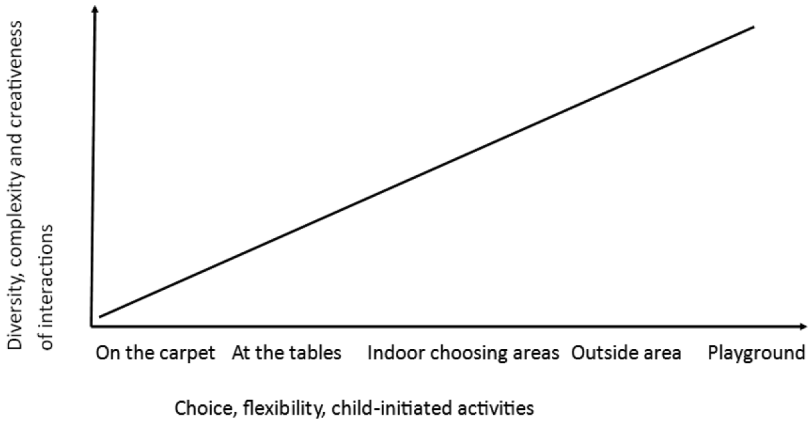 Diversity, complexity and creativeness
of interactions
On the carpet At the tables Indoor choosing areas Outside area Playground
Choice, flexibility, child-initiated activities